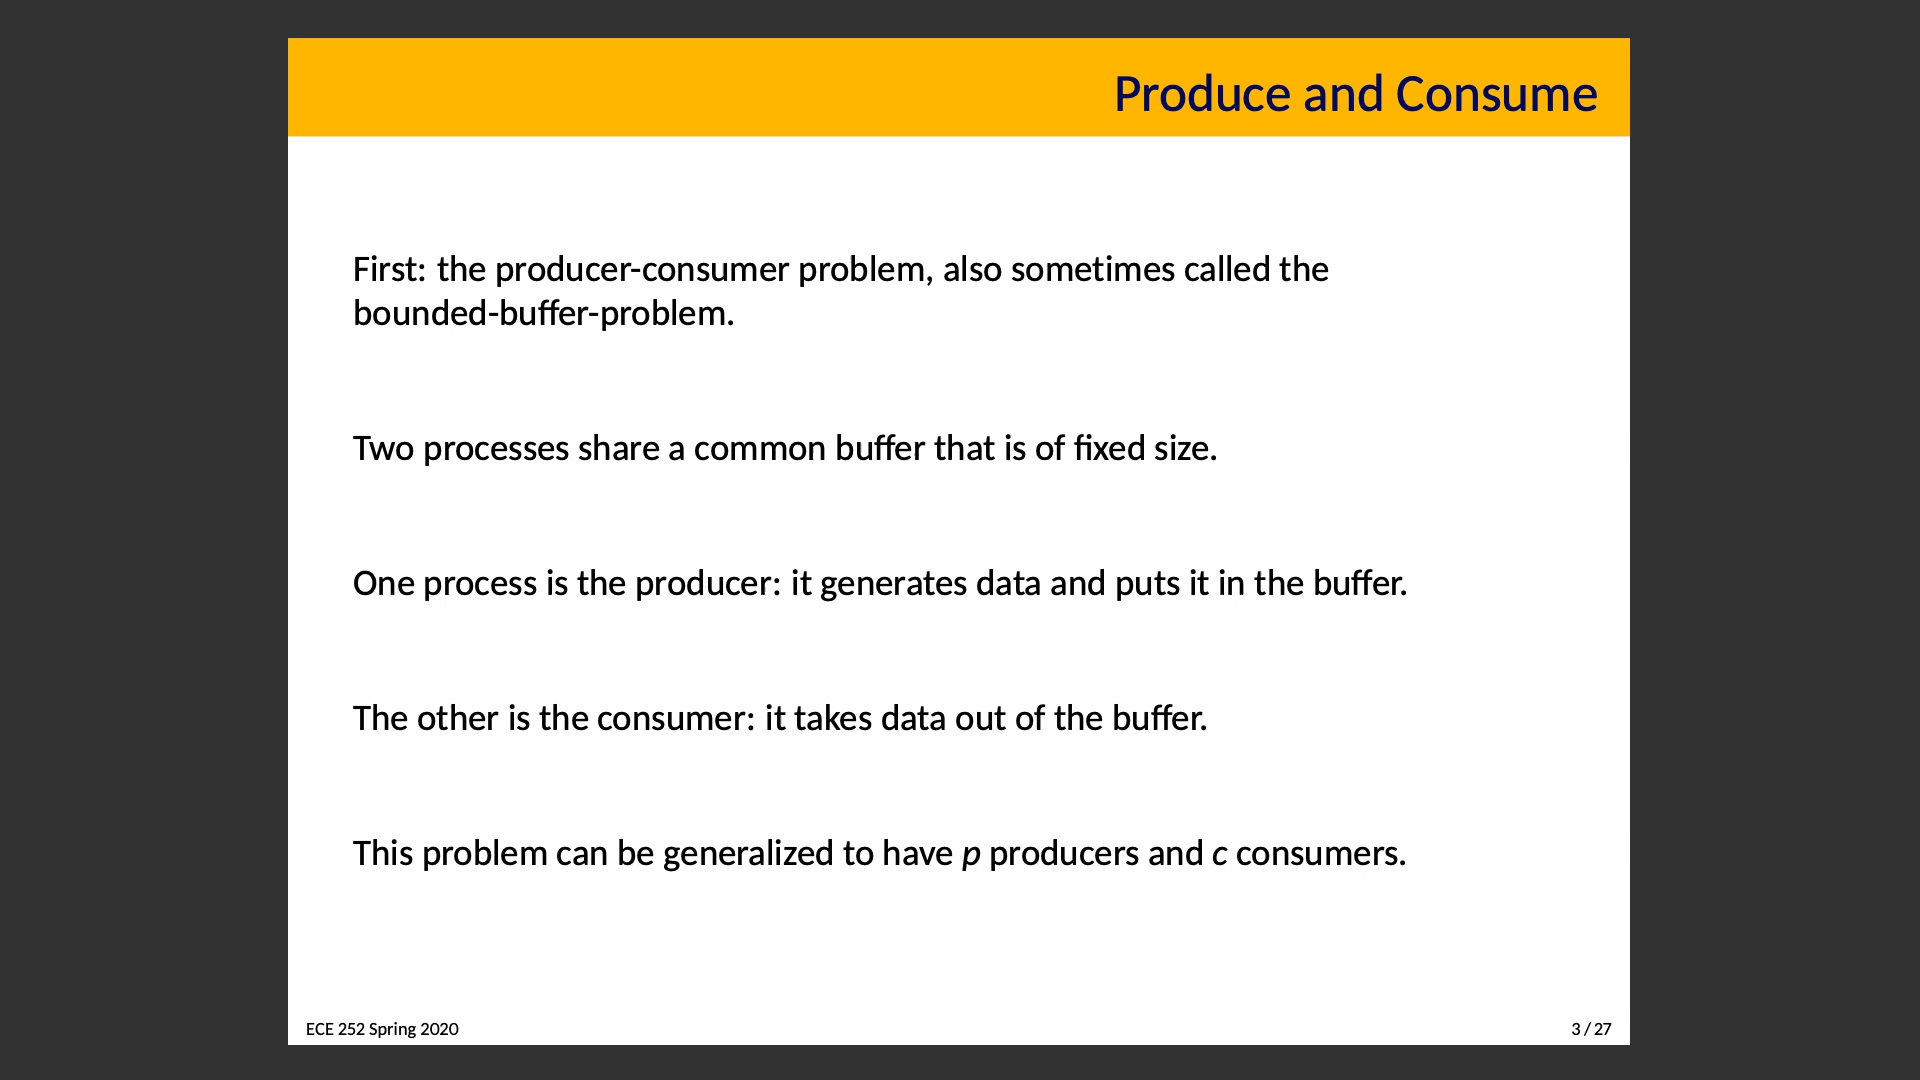 Produce and Consume
First: the producer-consumer problem, also sometimes called the
bounded-buffer-problem.
Two processes share a common buffer that is of fixed size.
One process is the producer: it generates data and puts it in the buffer.
The other is the consumer: it takes data out of the buffer.
This problem can be generalized to have p producers and c consumers.
ECE 252 Spring 2020
3 / 27